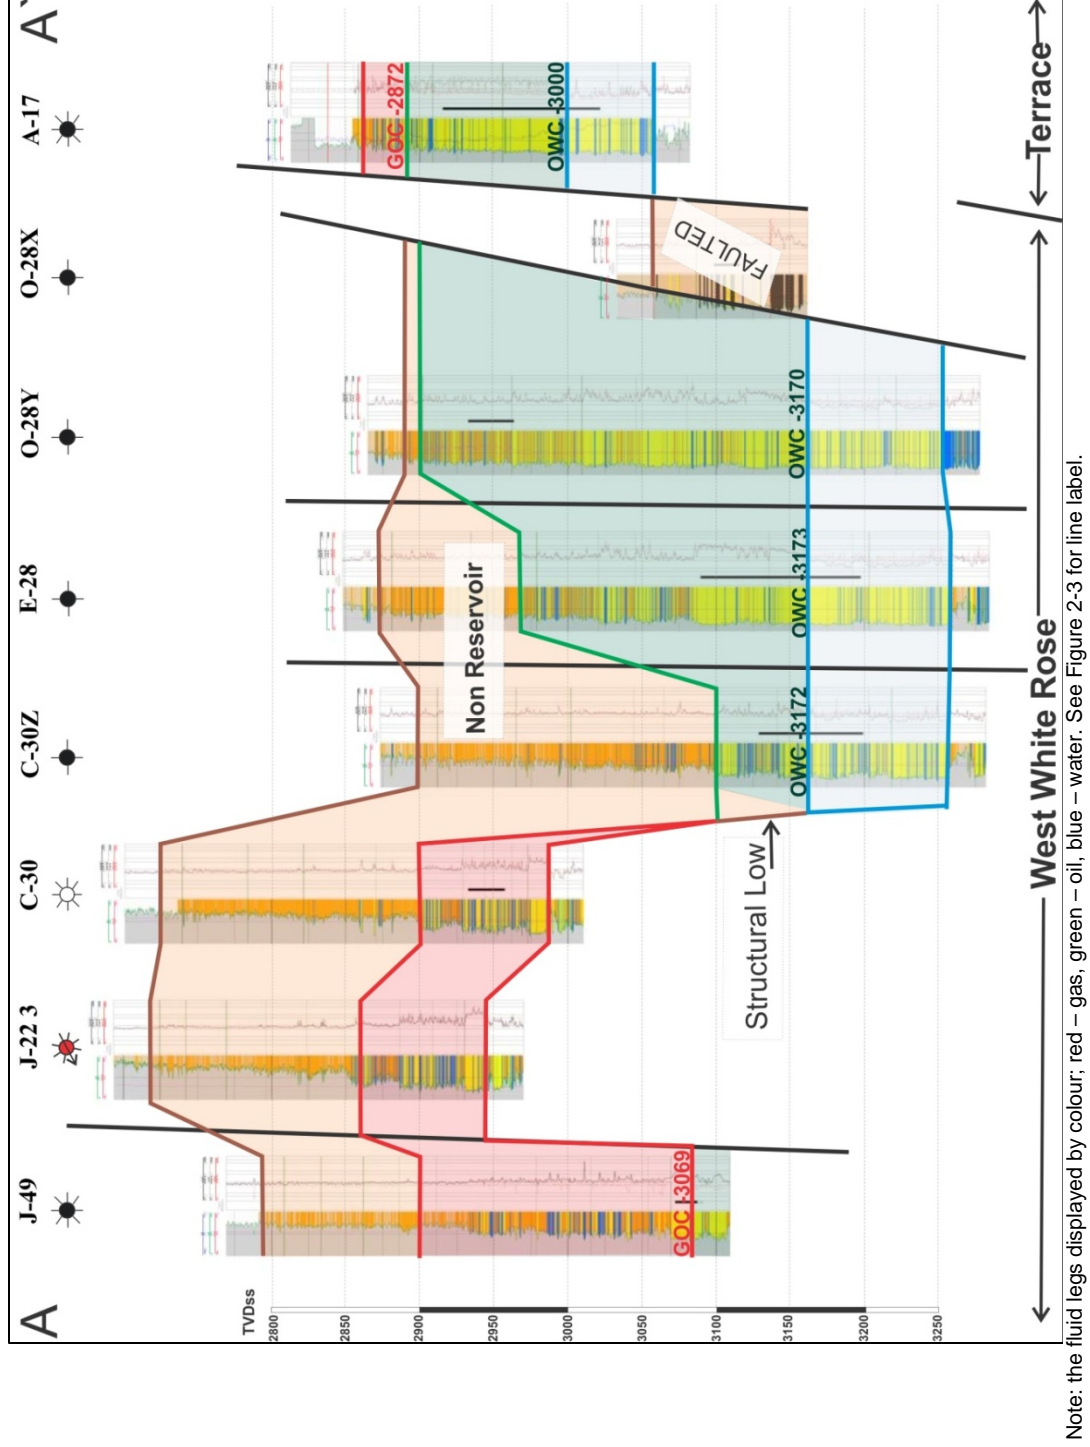 A
A'
J-49
J-22 3
C-30
C-30Z
E-28
O-28Y
O-28X
A-17
TVDss
2800
2850
2900
2950
3000
3050
3100
3150
3200
3250
GOC -3069
Structural Low
Non Reservoir
OWC -3172
OWC -3173
OWC -3170
FAULTED
GOC -2872
OWC -3000
West White Rose
Terrace
Note: the fluid legs displayed by colour; red – gas, green – oil, blue – water. See Figure 2-3 for line label.